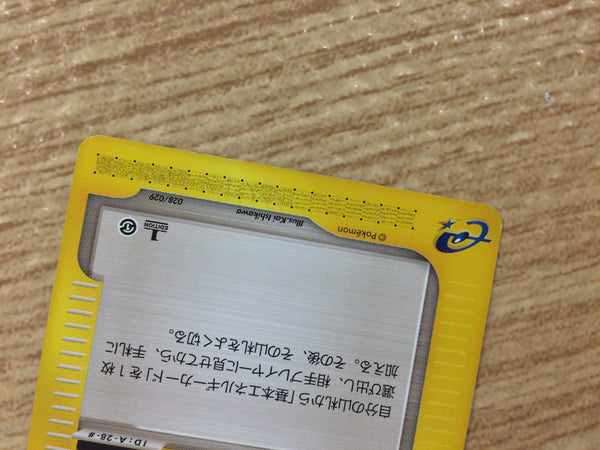 ID:A-28-#
自分の山札から「基本エネルギーカード」を1枚
選び出し、相手プレイヤーに見せてから、手札に
加える。その後、その山札をよく切る。
1
EDITION
Illus.Kai Ishikawa
028/029
©Pokémon
e